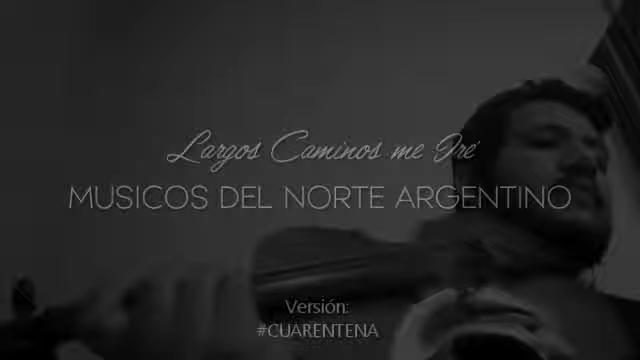 Largos Caminos me Iré
MUSICOS DEL NORTE ARGENTINO
Versión:
#CUARENTENA